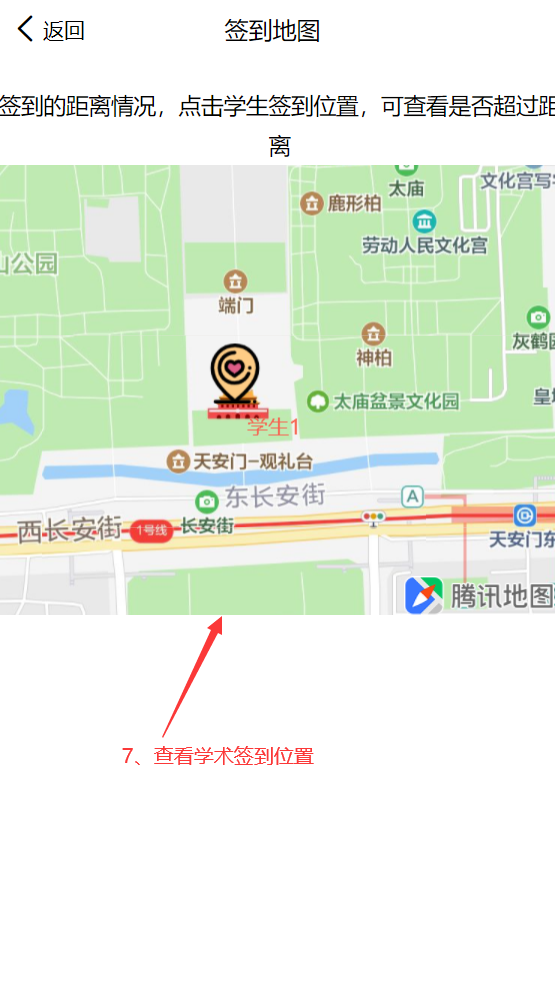 返回
签到地图
签到的距离情况，点击学生签到位置，可查看是否超过距
离
太庙
文化宫写字
鹿形柏
劳动人民文化宫
山公园
端门
灰鹤园
神柏
皇城
太庙盆景文化园
学生1
天安门-观礼台
东长安街
A
西长安街
1号线
长安街
天安门东
腾讯地图
7、查看学术签到位置